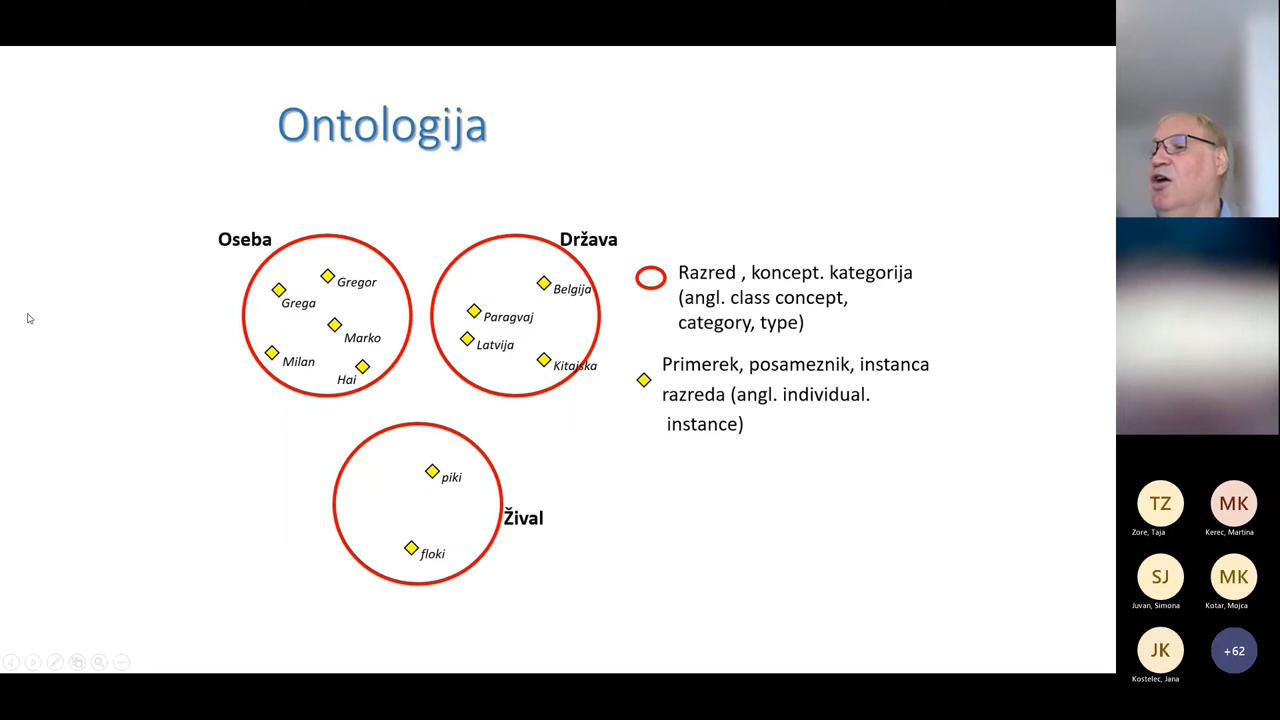 Ontologija
Oseba
Gregor
Grega
Marko
Milan
Hai
Država
Belgija
Paragvaj
Latvija
Kitajska
piki
Žival
floki
Razred , koncept. kategorija
(angl. class concept,
category, type)
Primerek, posameznik, instanca
razreda (angl. individual.
instance)
TZ
Zore, Taja
MK
Kerec, Martina
SJ
Juvan, Simona
MK
Kotar, Mojca
JK
Kostelec, Jana
+62